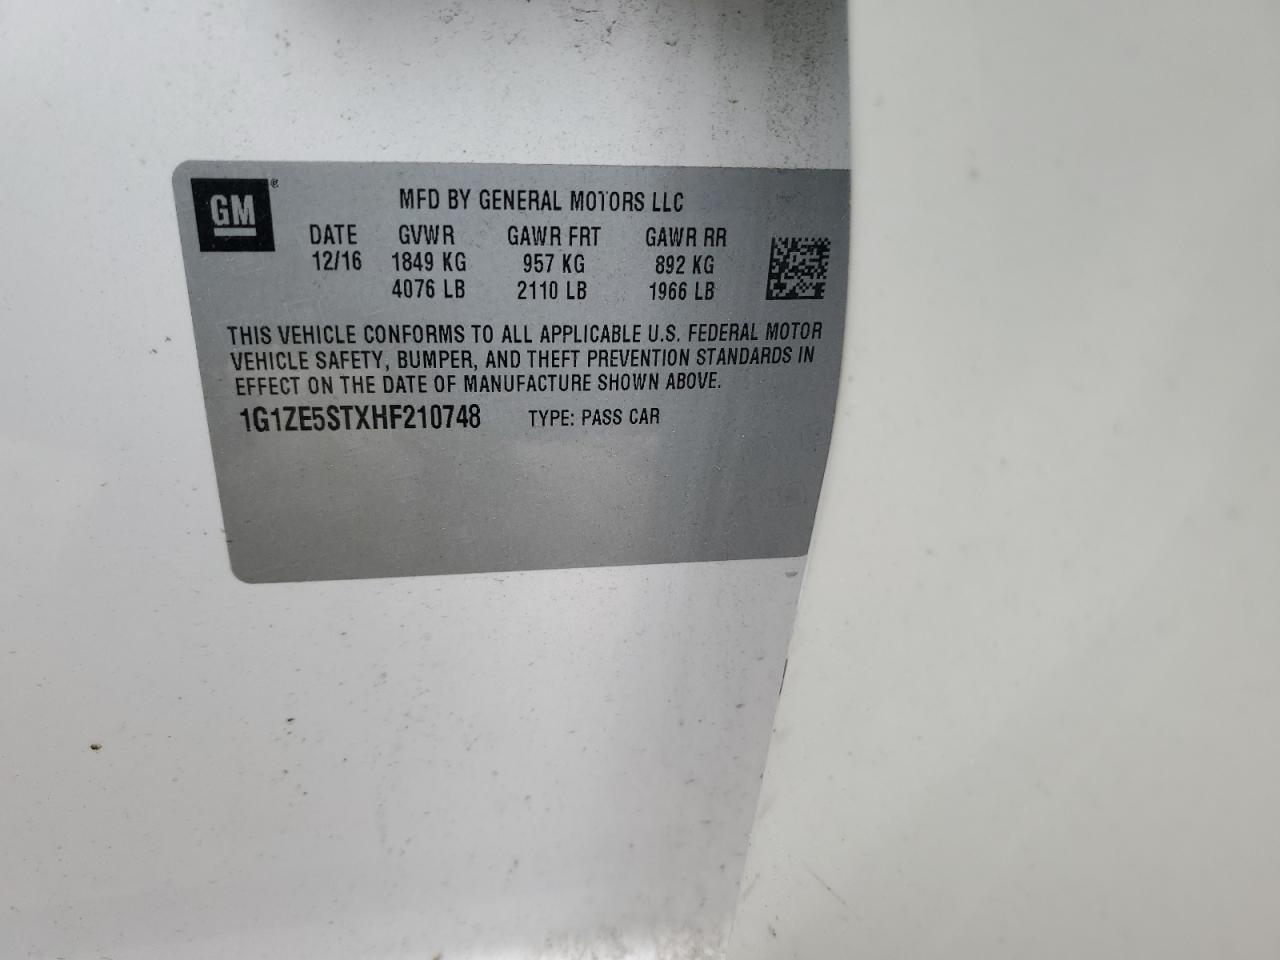 GM®
MFD BY GENERAL MOTORS LLC
DATE GVWR GAWR FRT GAWR RR
12/16 1849 KG 957 KG 892 KG
4076 LB 2110 LB 1966 LB
THIS VEHICLE CONFORMS TO ALL APPLICABLE U.S. FEDERAL MOTOR
VEHICLE SAFETY, BUMPER, AND THEFT PREVENTION STANDARDS IN
EFFECT ON THE DATE OF MANUFACTURE SHOWN ABOVE.
1G1ZE5STXHF210748 TYPE: PASS CAR